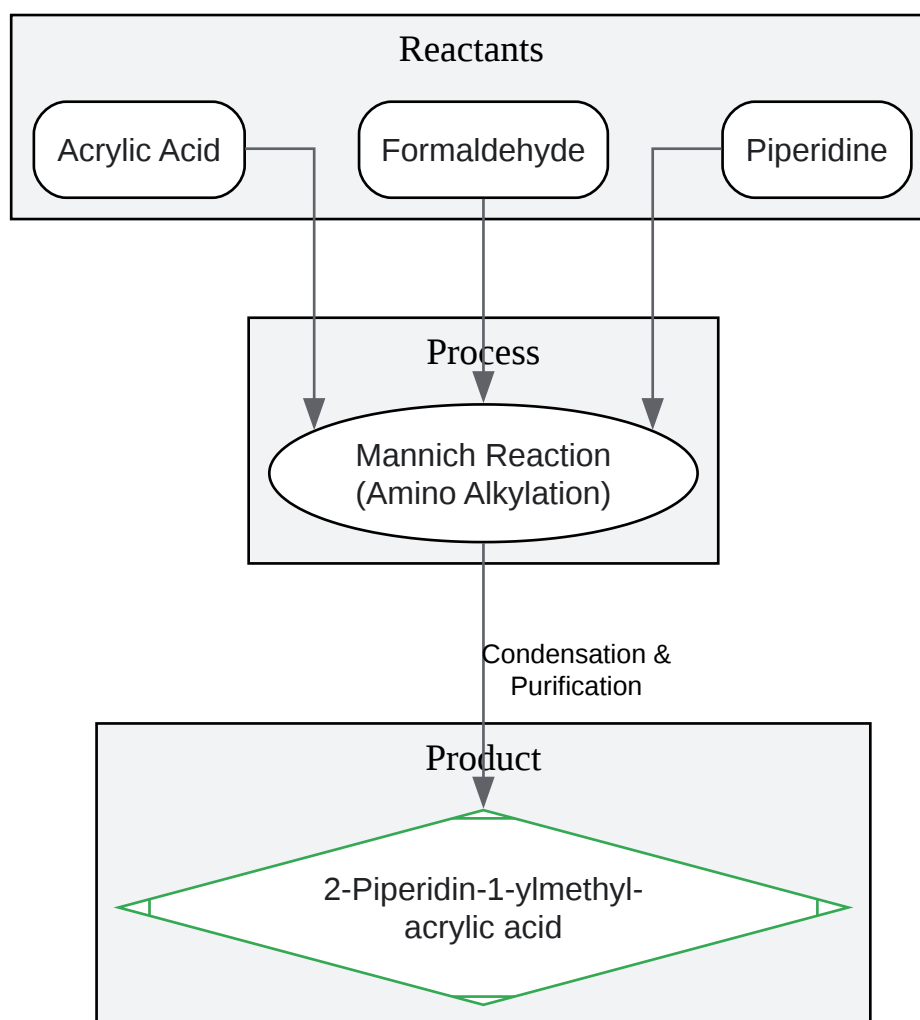 Reactants
Acrylic Acid
Formaldehyde
Piperidine
Process
Mannich Reaction
(Amino Alkylation)
Condensation &
Purification
Product
2-Piperidin-1-ylmethyl-
acrylic acid